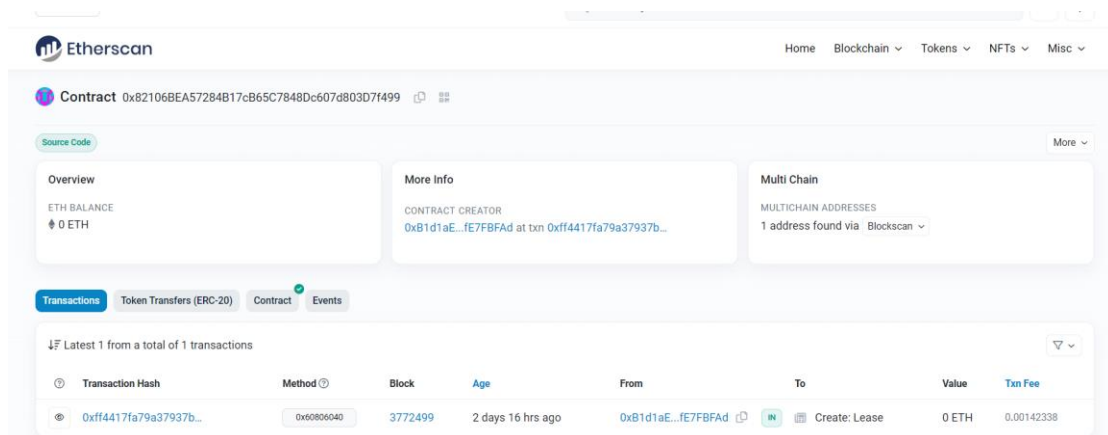 Etherscan
Home Blockchain Tokens NFTs Misc
Contract 0x82106BEA57284B17cB65C7848Dc607d803D7f499
Source Code
More
Overview
ETH BALANCE
0 ETH
More Info
CONTRACT CREATOR
0xB1d1aE...fE7FBFAd at txn 0xff4417fa79a37937b...
Multi Chain
MULTICHAIN ADDRESSES
1 address found via Blockscan
Transactions Token Transfers (ERC-20) Contract Events
Latest 1 from a total of 1 transactions
Transaction Hash Method Block Age From To Value Txn Fee
0xff4417fa79a37937b... 0x60806040 3772499 2 days 16 hrs ago 0xB1d1aE...fE7FBFAd IN Create: Lease 0 ETH 0.00142338